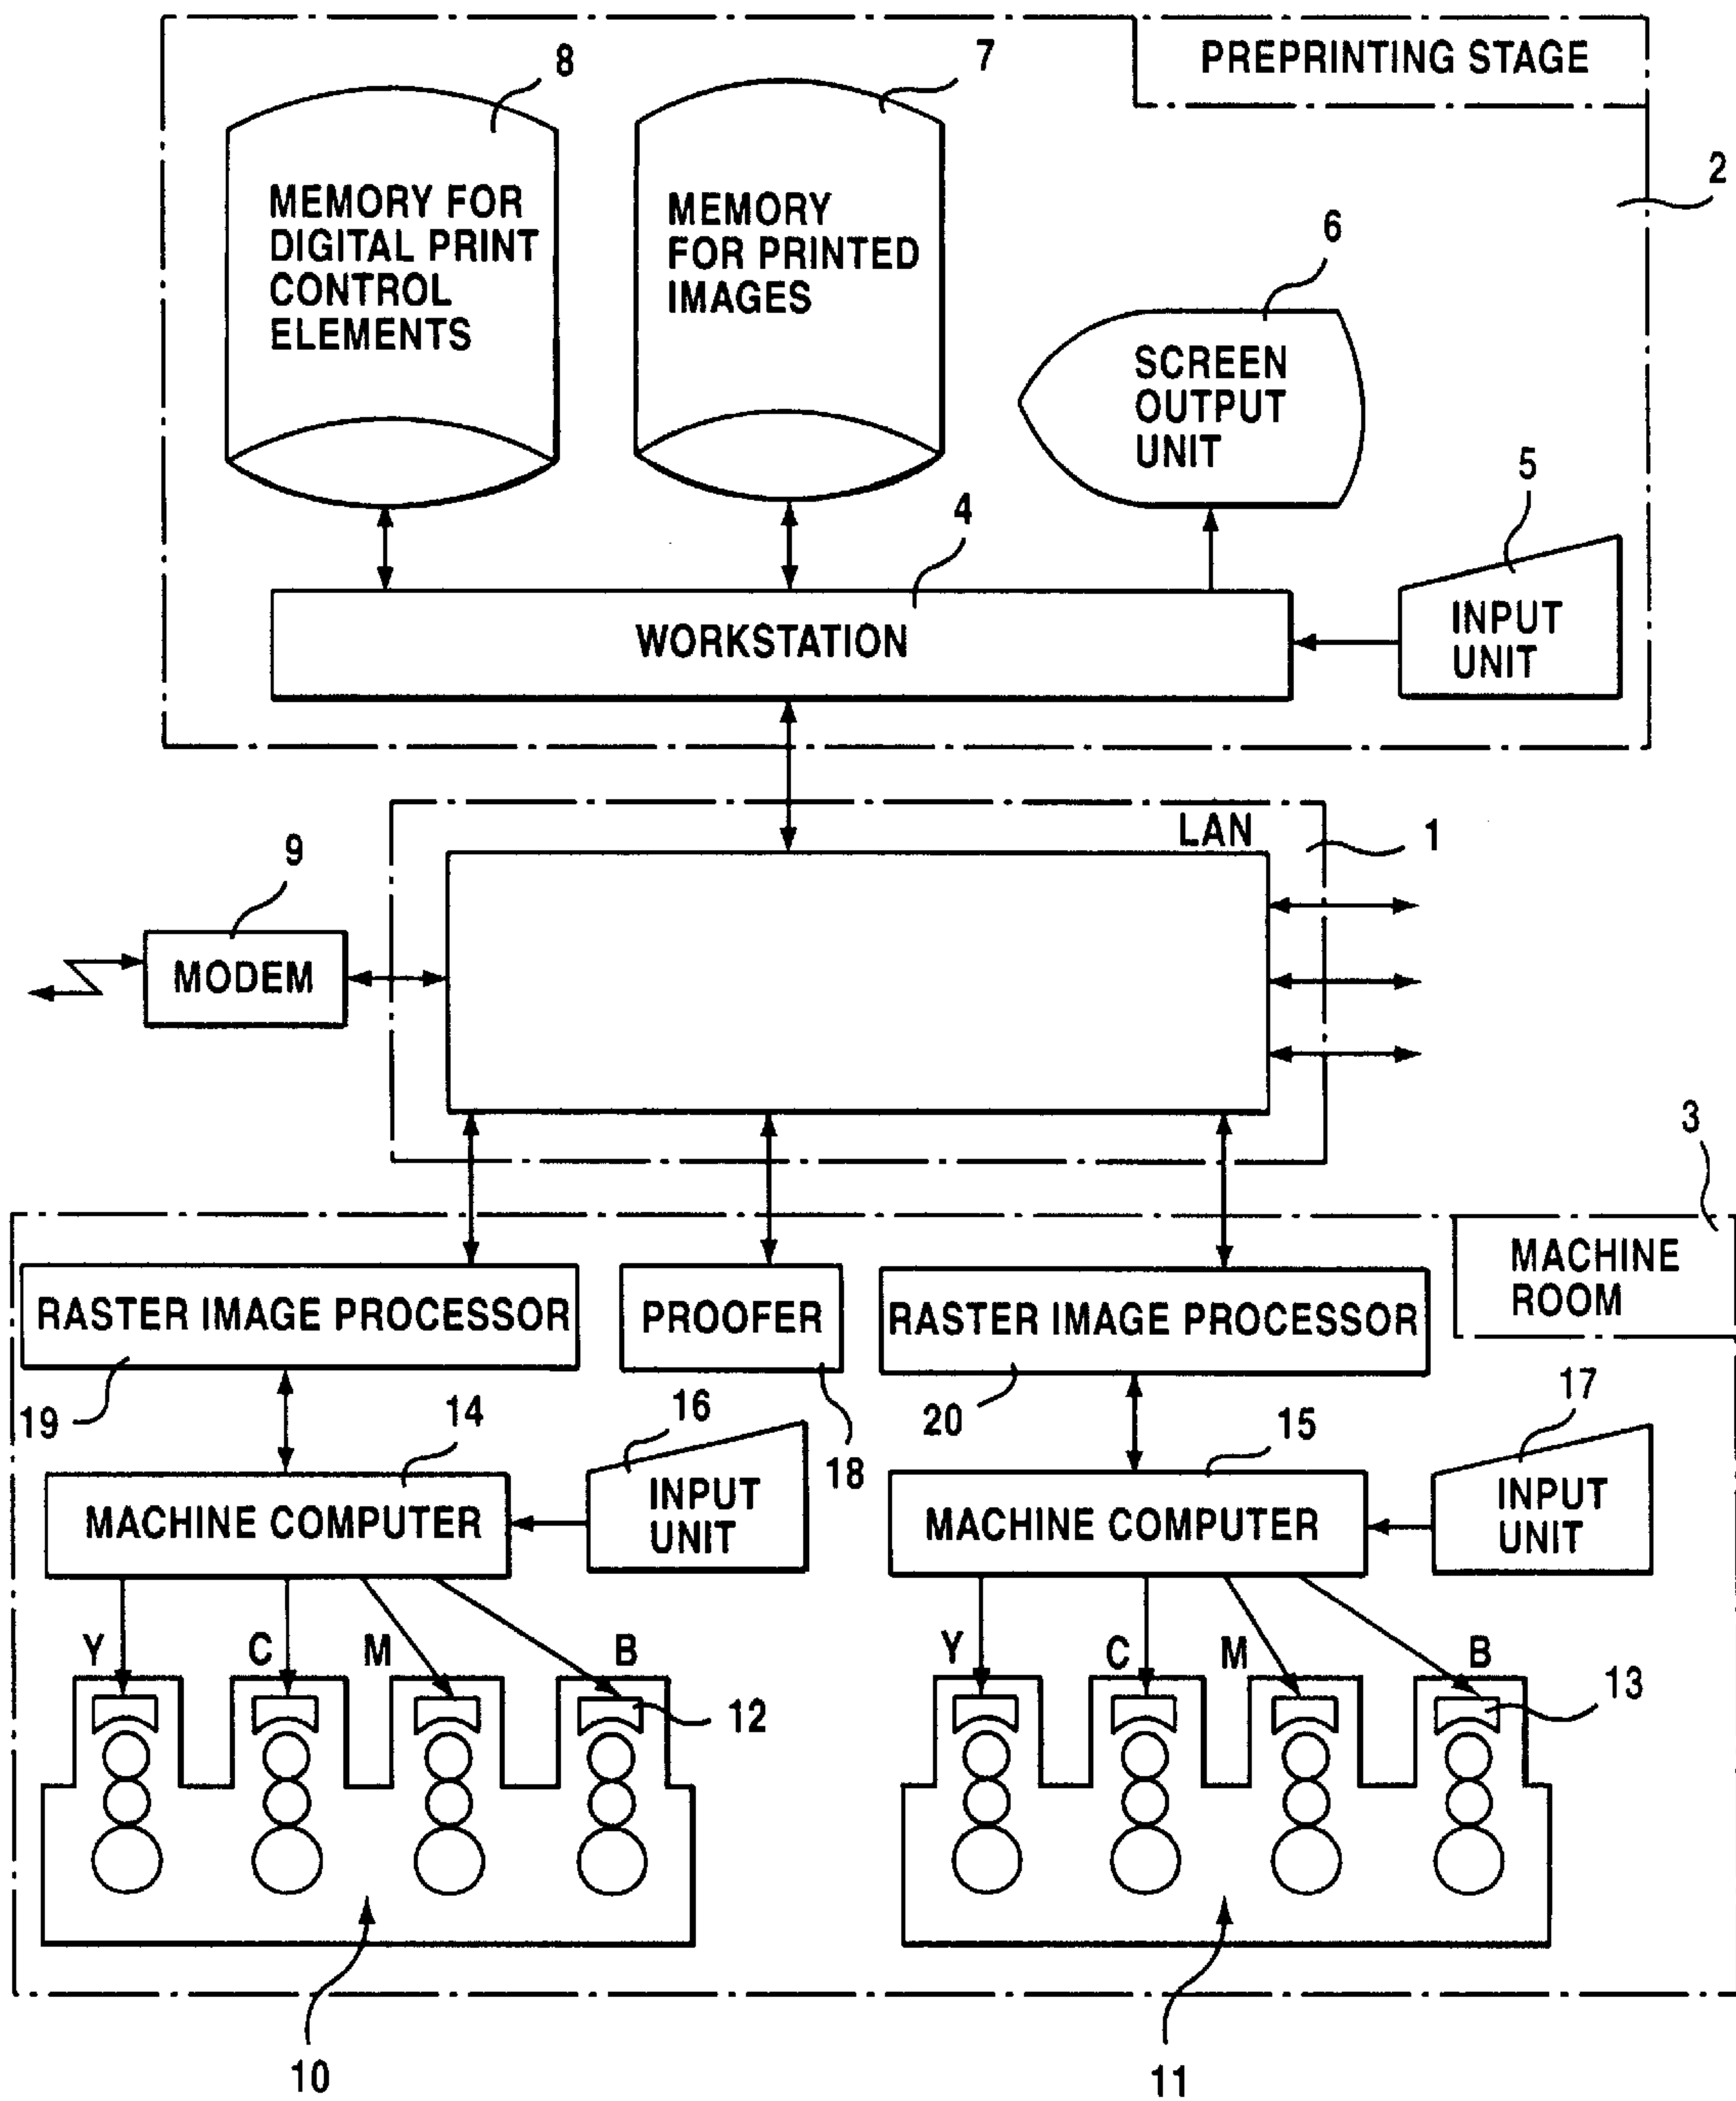 PREPRINTING STAGE
8
7
2
MEMORY FOR
DIGITAL PRINT
CONTROL
ELEMENTS
MEMORY
FOR PRINTED
IMAGES
6
SCREEN
OUTPUT
UNIT
4
5
WORKSTATION
INPUT
UNIT
LAN
1
9
MODEM
3
MACHINE
ROOM
RASTER IMAGE PROCESSOR
PROOFER
RASTER IMAGE PROCESSOR
19
14
16
18
20
15
17
MACHINE COMPUTER
INPUT
UNIT
MACHINE COMPUTER
INPUT
UNIT
Y C M B
Y C M B
12
13
10
11